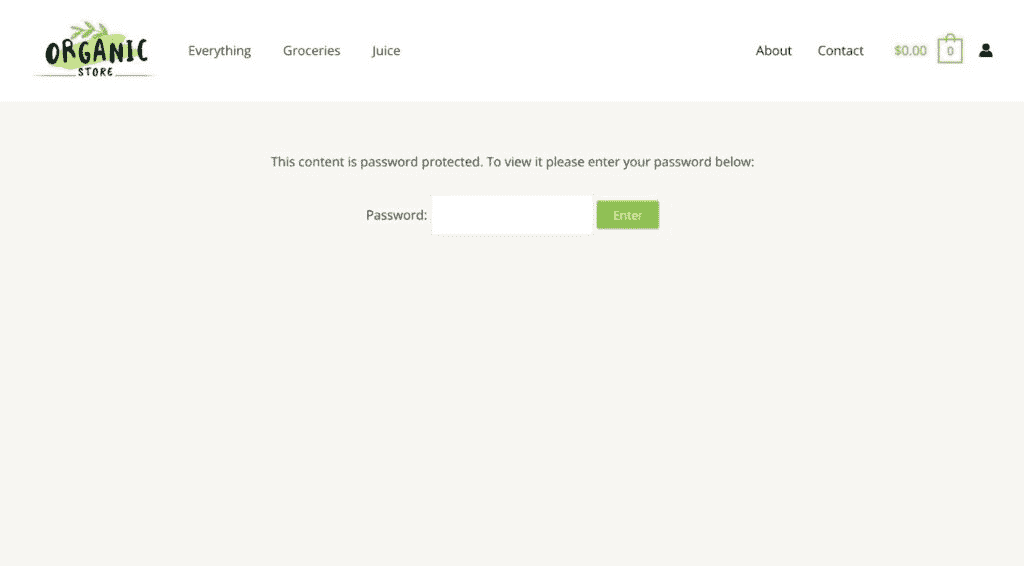 ORGANIC
STORE
Everything Groceries Juice About Contact $0.00 0
This content is password protected. To view it please enter your password below:
Password: Enter